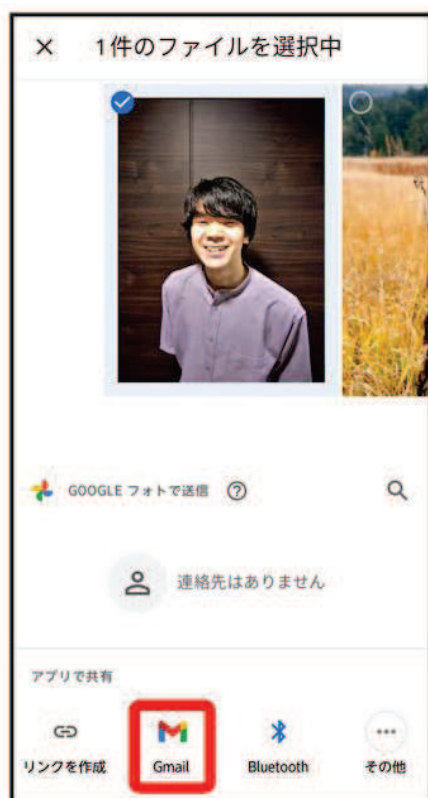 1件のファイルを選択中
GOOGLE フォトで送信
連絡先はありません
アプリで共有
リンクを作成
Gmail
Bluetooth
その他